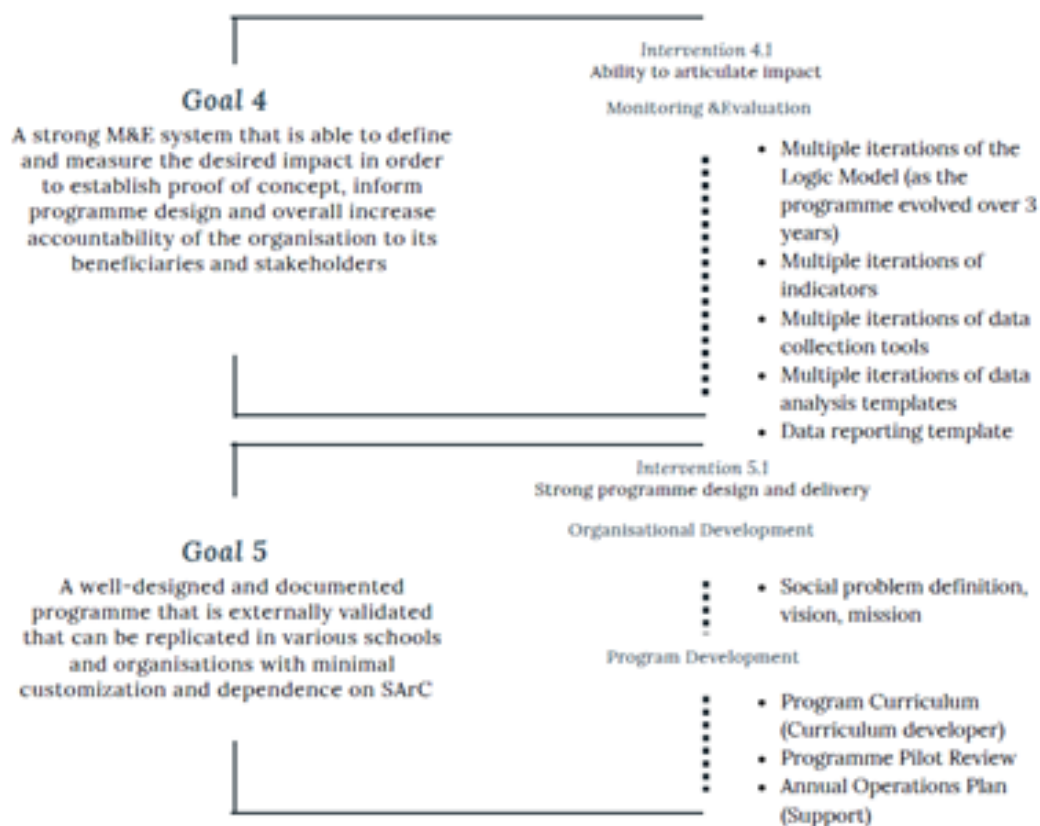 Intervention 4.1
Ability to articulate impact
Monitoring &Evaluation
Goal 4
A strong M&E system that is able to define
and measure the desired impact in order
to establish proof of concept, inform
programme design and overall increase
accountability of the organisation to its
beneficiaries and stakeholders
• Multiple iterations of the
Logic Model (as the
programme evolved over 3
years)
• Multiple iterations of
indicators
• Multiple iterations of data
collection tools
• Multiple iterations of data
analysis templates
• Data reporting template
Intervention 5.1
Strong programme design and delivery
Organisational Development
Goal 5
A well-designed and documented
programme that is externally validated
that can be replicated in various schools
and organisations with minimal
customization and dependence on SArC
• Social problem definition,
vision, mission
Program Development
• Program Curriculum
(Curriculum developer)
• Programme Pilot Review
• Annual Operations Plan
(Support)